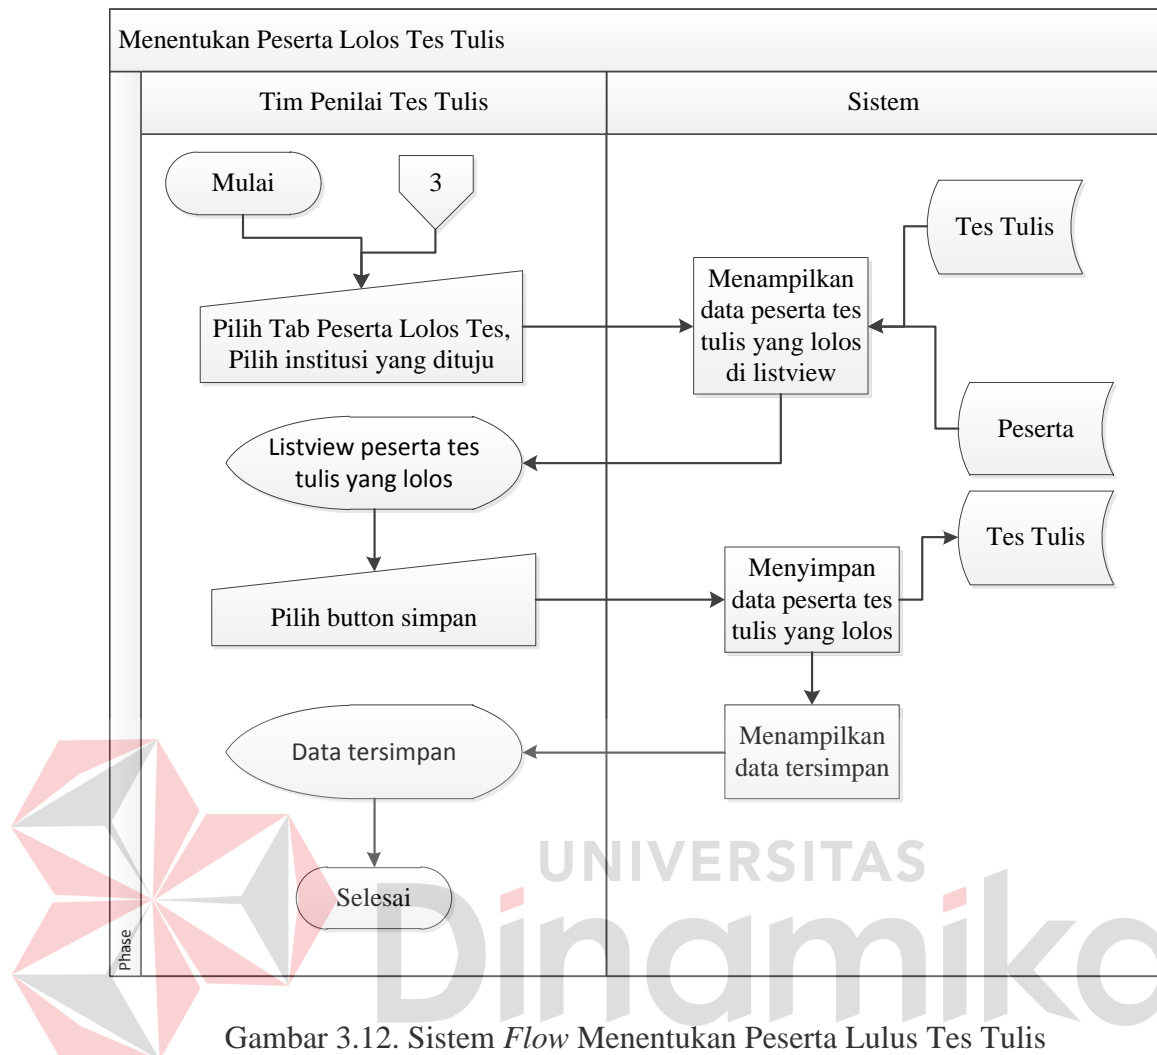 Menentukan Peserta Lolos Tes Tulis
Tim Penilai Tes Tulis
Sistem
Mulai
3
Tes Tulis
Pilih Tab Peserta Lolos Tes,
Pilih institusi yang dituju
Menampilkan
data peserta tes
tulis yang lolos
di listview
Peserta
Listview peserta tes
tulis yang lolos
Tes Tulis
Pilih button simpan
Menyimpan
data peserta tes
tulis yang lolos
Data tersimpan
Menampilkan
data tersimpan
Selesai
Phase
UNIVERSITAS
Dinamika
Gambar 3.12. Sistem Flow Menentukan Peserta Lulus Tes Tulis